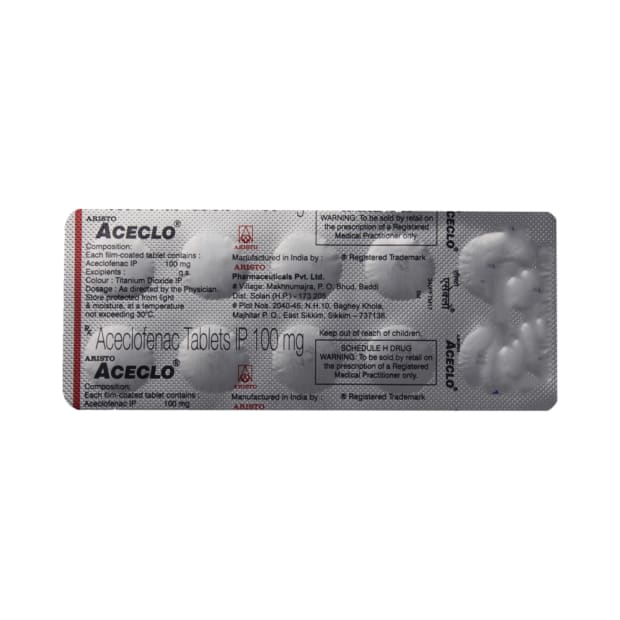 ARISTO
ACECLO®
Composition:
Each film-coated tablet contains :
Aceclofenac IP 100 mg
Excipients : q.s.
Colour : Titanium Dioxide IP
Dosage : As directed by the Physician.
Store protected from light
& moisture, at a temperature
not exceeding 30°C.
ARISTO
Manufactured in India by :
ARISTO
Pharmaceuticals Pvt. Ltd.
Village: Makhnumajra, P. O. Bhud, Baddi
Dist. Solan (H.P.) - 173 205.
# Plot Nos. 2040-46, N.H.10, Baghey Khola,
Majhitar P. O., East Sikkim, Sikkim – 737136.
WARNING: To be sold by retail on
the prescription of a Registered
Medical Practitioner only.
® Registered Trademark
Rx Aceclofenac Tablets IP 100 mg
Keep out of reach of children.
ARISTO
ACECLO®
Composition:
Each film-coated tablet contains :
Aceclofenac IP 100 mg
ARISTO
Manufactured in India by :
ARISTO
SCHEDULE H DRUG
WARNING: To be sold by retail on
the prescription of a Registered
Medical Practitioner only.
® Registered Trademark
ACECLO®
ACECLO®